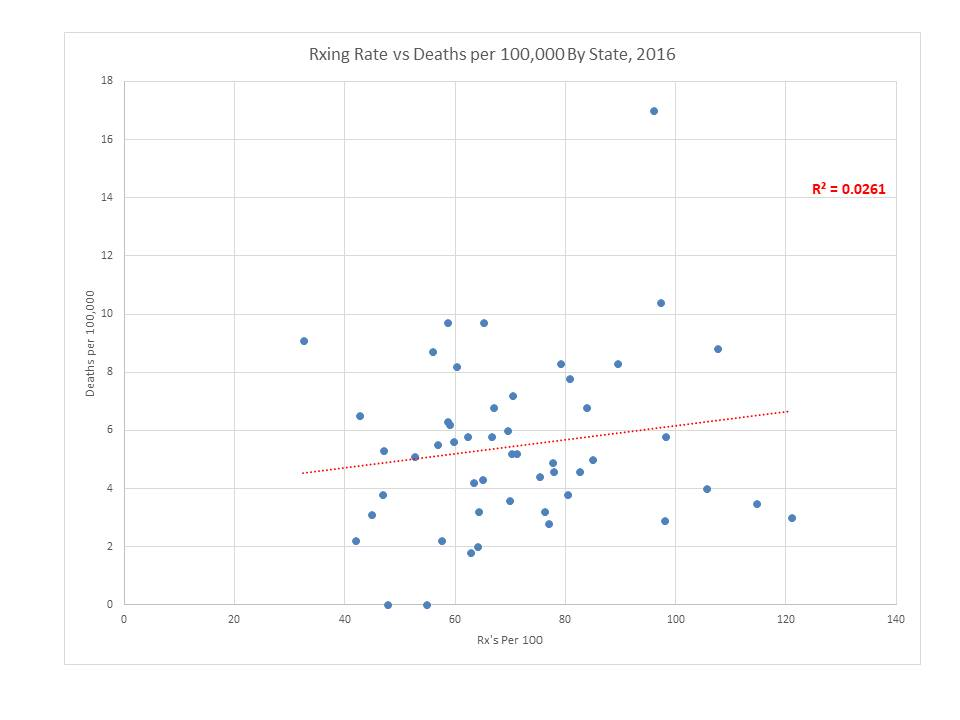 Rxing Rate vs Deaths per 100,000 By State, 2016
18
16
14
12
10
8
6
4
2
0
Deaths per 100,000
R² = 0.0261
0 20 40 60 80 100 120 140
Rx's Per 100